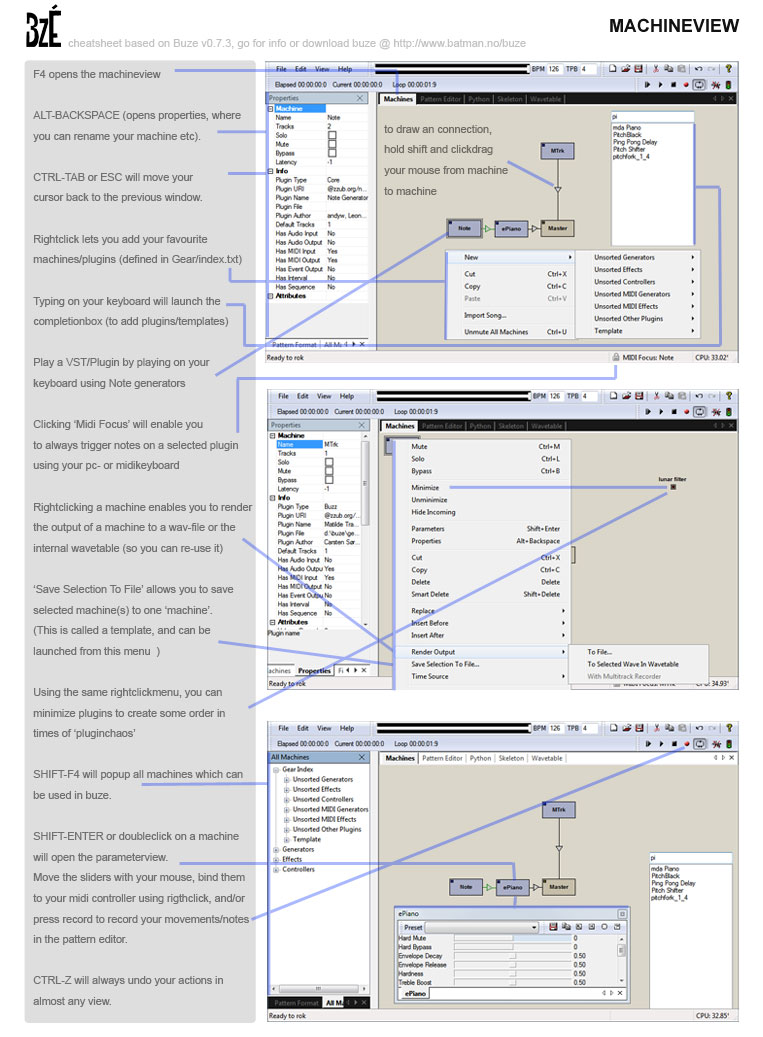 BZÉ
cheatsheet based on Buze v0.7.3, go for info or download buze @ http://www.batman.no/buze
MACHINEVIEW
F4 opens the machineview
ALT-BACKSPACE (opens properties, where
you can rename your machine etc).
CTRL-TAB or ESC will move your
cursor back to the previous window.
Rightclick lets you add your favourite
machines/plugins (defined in Gear/index.txt)
Typing on your keyboard will launch the
completionbox (to add plugins/templates)
Play a VST/Plugin by playing on your
keyboard using Note generators
Clicking ‘Midi Focus’ will enable you
to always trigger notes on a selected plugin
using your pc- or midikeyboard
Rightclicking a machine enables you to render
the output of a machine to a wav-file or the
internal wavetable (so you can re-use it)
‘Save Selection To File’ allows you to save
selected machine(s) to one ‘machine’.
(This is called a template, and can be
launched from this menu )
Using the same rightclickmenu, you can
minimize plugins to create some order in
times of ‘pluginchaos’
SHIFT-F4 will popup all machines which can
be used in buze.
SHIFT-ENTER or doubleclick on a machine
will open the parameterview.
Move the sliders with your mouse, bind them
to your midi controller using rigthclick, and/or
press record to record your movements/notes
in the pattern editor.
CTRL-Z will always undo your actions in
almost any view.
File Edit View Help BPM 126 TPB 4
Elapsed 00:00:00:0 Current 00:00:00:0 Loop 00:00:01:9
Properties
Machines Pattern Editor Python Skeleton Wavetable
Machine
Name Note
Tracks 2
Solo
Mute
Bypass
Latency -1
Info
Plugin Type Core
Plugin URI @zzub.org/n...
Plugin Name Note Generator
Plugin File
Plugin Author andyw, Leon...
Default Tracks 1
Has Audio Input No
Has Audio Output No
Has MIDI Input Yes
Has MIDI Output Yes
Has Event Output No
Has Interval No
Has Sequence No
Attributes
Pattern Format All M
Ready to rok
to draw an connection,
hold shift and clickdrag
your mouse from machine
to machine
MTrk
Note
ePiano
Master
pi
mda Piano
PitchBlack
Ping Pong Delay
Pitch Shifter
pitchfork_1_4
New
Cut Ctrl+X
Copy Ctrl+C
Paste Ctrl+V
Import Song...
Unmute All Machines Ctrl+U
Unsorted Generators
Unsorted Effects
Unsorted Controllers
Unsorted MIDI Generators
Unsorted MIDI Effects
Unsorted Other Plugins
Template
MIDI Focus: Note
CPU: 33.02'
File Edit View Help BPM 126 TPB 4
Elapsed 00:00:00:0 Current 00:00:00:0 Loop 00:00:01:9
Properties
Machines Pattern Editor Python Skeleton Wavetable
Machine
Name MTrk
Tracks 1
Solo
Mute
Bypass
Latency -1
Info
Plugin Type Buzz
Plugin URI @zzub.org/...
Plugin Name Matilde Tra...
Plugin File d:\buze\ge...
Plugin Author Carsten Sør...
Default Tracks 1
Has Audio Input No
Has Audio Outpu Yes
Has MIDI Input Yes
Has MIDI Output No
Has Event Outpu No
Has Interval No
Has Sequence No
Attributes
Plugin name
achines Properties
Ready to rok
Mute Ctrl+M
Solo Ctrl+L
Bypass Ctrl+B
Minimize
Unminimize
Hide Incoming
Parameters Shift+Enter
Properties Alt+Backspace
Cut Ctrl+X
Copy Ctrl+C
Delete Delete
Smart Delete Shift+Delete
Replace
Insert Before
Insert After
Render Output
Save Selection To File...
Time Source
lunar filter
To File...
To Selected Wave In Wavetable
With Multitrack Recorder
CPU: 34.93'
File Edit View Help BPM 126 TPB 4
Elapsed 00:00:00:0 Current 00:00:00:0 Loop 00:00:01:9
All Machines
Machines Pattern Editor Python Skeleton Wavetable
Gear Index
Unsorted Generators
Unsorted Effects
Unsorted Controllers
Unsorted MIDI Generators
Unsorted MIDI Effects
Unsorted Other Plugins
Template
Generators
Effects
Controllers
Pattern Format All M
Ready to rok
MTrk
Note
ePiano
Master
pi
mda Piano
PitchBlack
Ping Pong Delay
Pitch Shifter
pitchfork_1_4
ePiano
Preset
Hard Mute 0
Hard Bypass 0
Envelope Decay 0.50
Envelope Release 0.50
Hardness 0.50
Treble Boost 0.50
ePiano
CPU: 32.85'